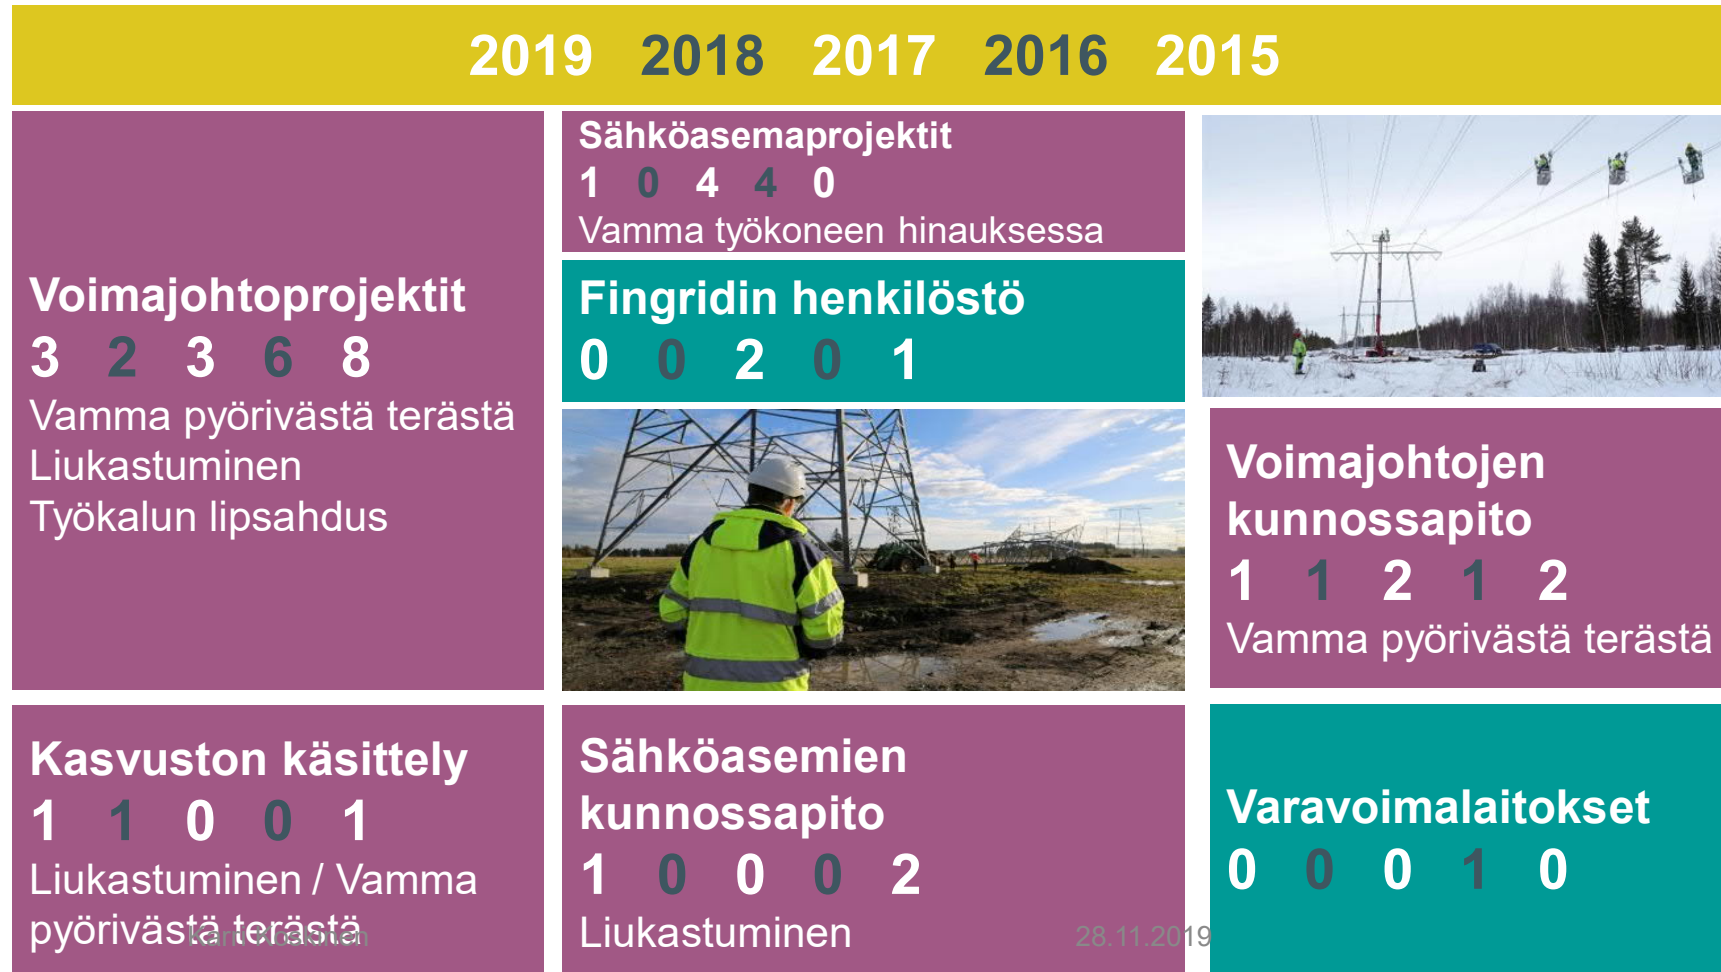 2019 2018 2017 2016 2015
Voimajohtoprojektit
3 2 3 6 8
Vamma pyörivästä terästä
Liukastuminen
Työkalun lipsahdus
Sähköasemaprojektit
1 0 4 4 0
Vamma työkoneen hinauksessa
Fingridin henkilöstö
0 0 2 0 1
Voimajohtojen
kunnossapito
1 1 2 1 2
Vamma pyörivästä terästä
Kasvuston käsittely
1 1 0 0 1
Liukastuminen / Vamma
pyörivästä terästä
Sähköasemien
kunnossapito
1 0 0 0 2
Liukastuminen
Varavoimalaitokset
0 0 0 1 0
28.11.2019